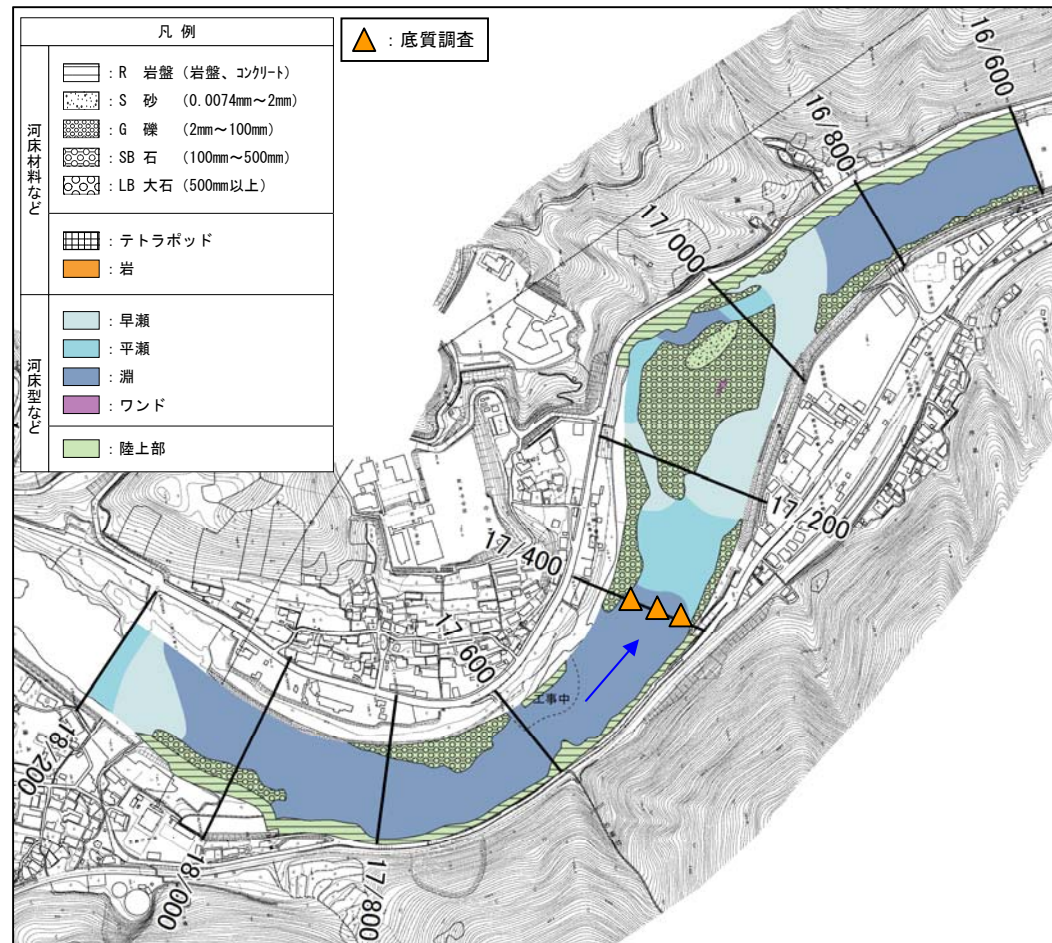 凡 例
河床材料など
: R 岩盤 (岩盤、コンクリート)
: S 砂 (0.0074mm～2mm)
: G 礫 (2mm～100mm)
: SB 石 (100mm～500mm)
: LB 大石 (500mm以上)
: テトラポッド
: 岩
河床型など
: 早瀬
: 平瀬
: 淵
: ワンド
: 陸上部
: 底質調査
16/600
16/800
17/000
17/200
17/400
17/600
工事中
17/800
18/000
18/200